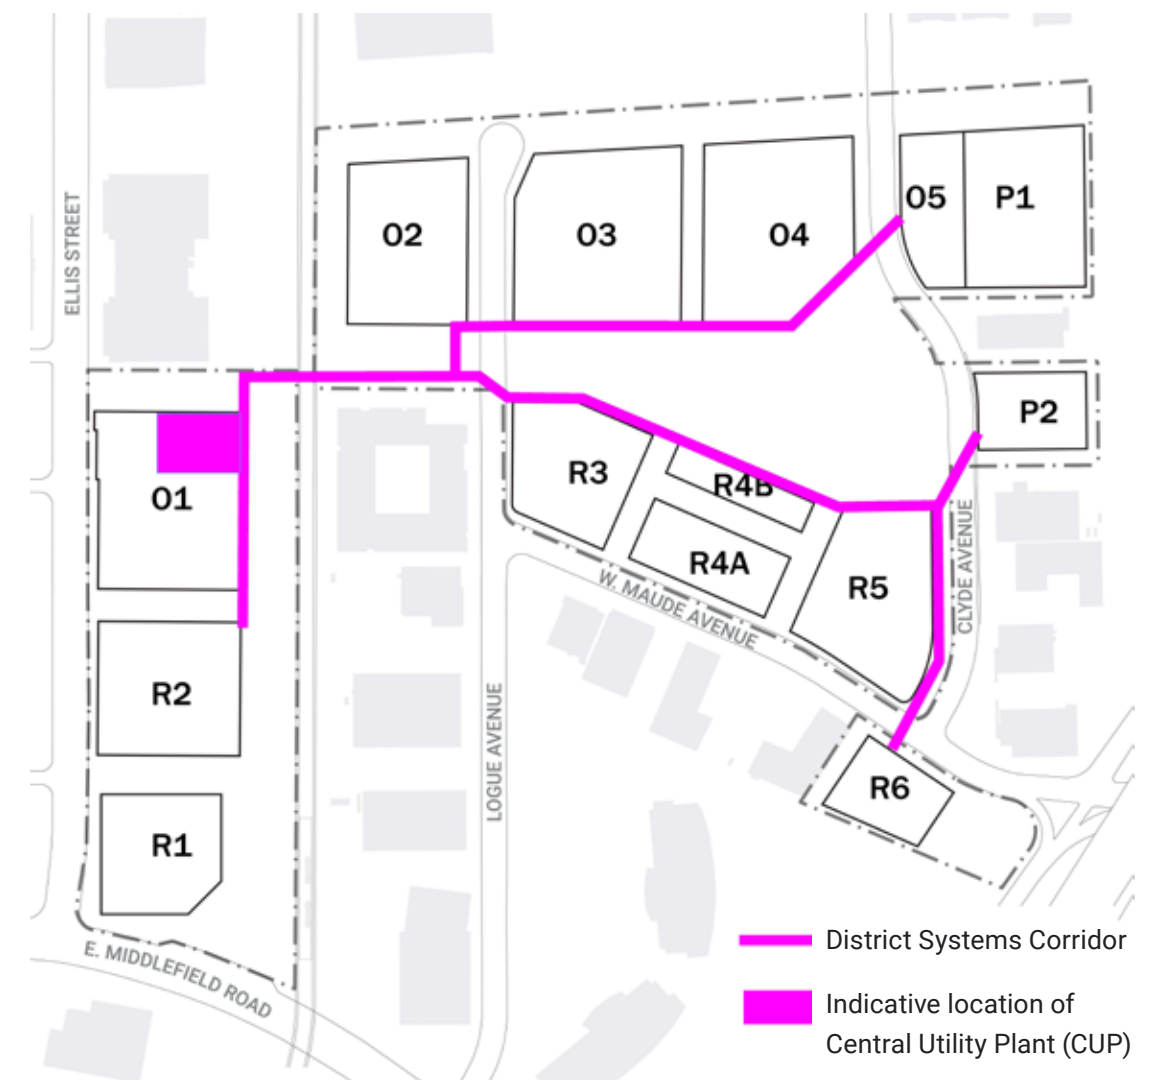 ELLIS STREET
O2
O3
O4
O5
P1
P2
O1
R3
R4B
R4A
R5
W. MAUDE AVENUE
CLYDE AVENUE
R2
LOGUE AVENUE
R6
R1
E. MIDDLEFIELD ROAD
District Systems Corridor
Indicative location of
Central Utility Plant (CUP)